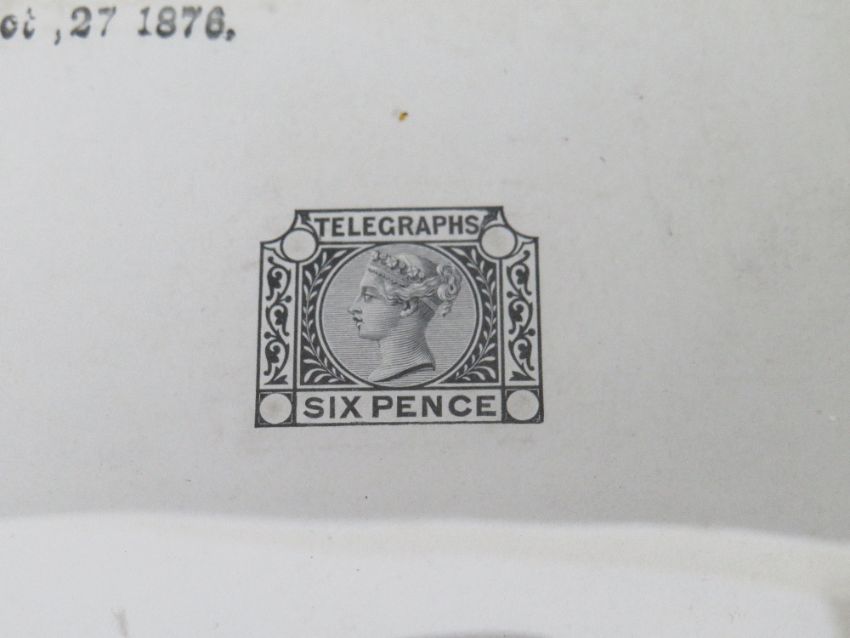 ct ,27 1876.
TELEGRAPHS
SIX PENCE